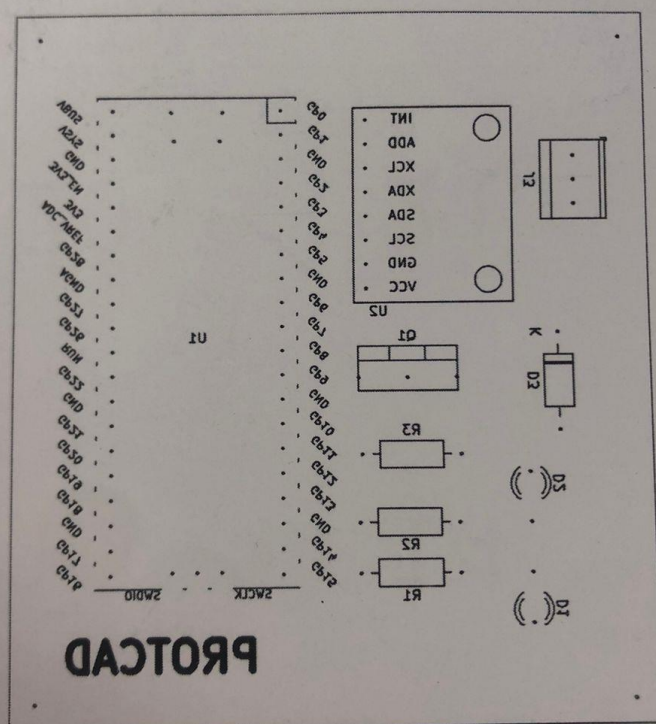 VBUS
VSYS
GND
3V3_EN
3V3
ADC_VREF
GP28
AGND
GP27
GP26
RUN
GP22
GND
GP21
GP20
GP19
GP18
GND
GP17
GP16
U1
SWDIO
SWCLK
GP0
GP1
GND
GP2
GP3
GP4
GP5
GND
GP6
GP7
GP8
GP9
GND
GP10
GP11
GP12
GP13
GND
GP14
GP15
INT
ADD
XCL
XDA
SDA
SCL
GND
VCC
U2
J3
Q1
K
D3
R3
D2
R2
R1
D1
PROTCAD